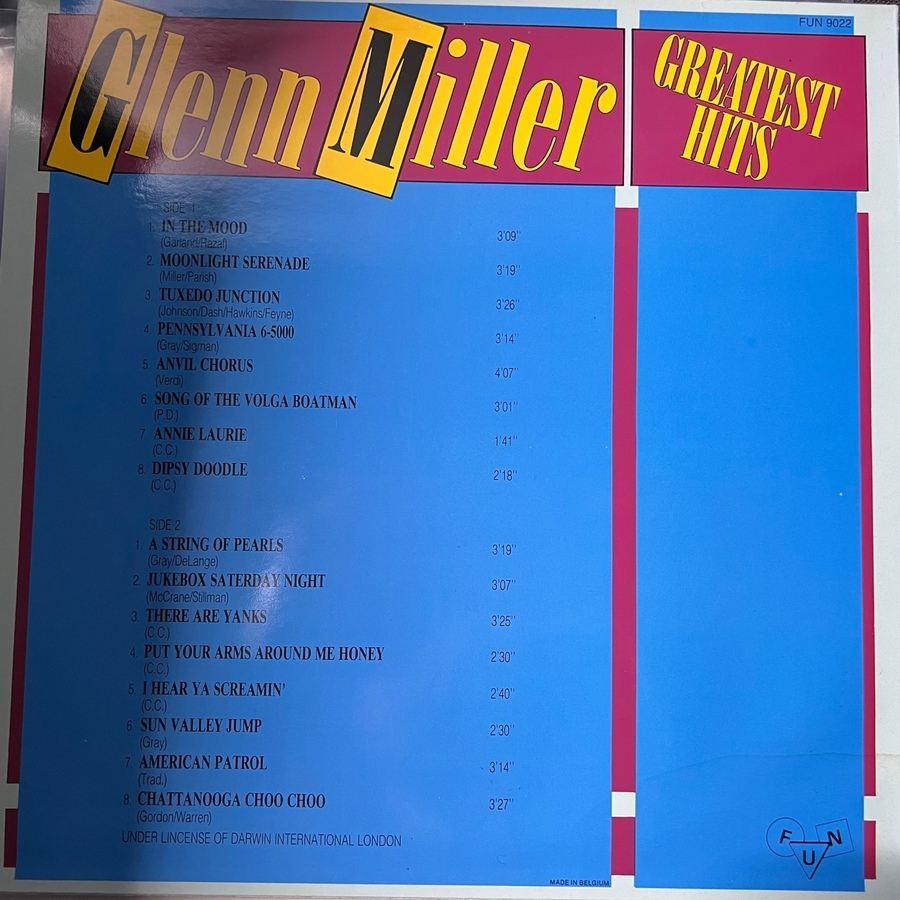 FUN 9022
Glenn Miller
GREATEST
HITS
SIDE 1
1. IN THE MOOD 3'09''
(Garland/Razaf)
2. MOONLIGHT SERENADE 3'19''
(Miller/Parish)
3. TUXEDO JUNCTION 3'26''
(Johnson/Dash/Hawkins/Feyne)
4. PENNSYLVANIA 6-5000 3'14''
(Gray/Sigman)
5. ANVIL CHORUS 4'07''
(Verdi)
6. SONG OF THE VOLGA BOATMAN 3'01''
(P.D.)
7. ANNIE LAURIE 1'41''
(C.C.)
8. DIPSY DOODLE 2'18''
(C.C.)
SIDE 2
1. A STRING OF PEARLS 3'19''
(Gray/DeLange)
2. JUKEBOX SATERDAY NIGHT 3'07''
(McCrane/Stillman)
3. THERE ARE YANKS 3'25''
(C.C.)
4. PUT YOUR ARMS AROUND ME HONEY 2'30''
(C.C.)
5. I HEAR YA SCREAMIN' 2'40''
(C.C.)
6. SUN VALLEY JUMP 2'30''
(Gray)
7. AMERICAN PATROL 3'14''
(Trad.)
8. CHATTANOOGA CHOO CHOO 3'27''
(Gordon/Warren)
UNDER LINCENSE OF DARWIN INTERNATIONAL LONDON
FUN
MADE IN BELGIUM